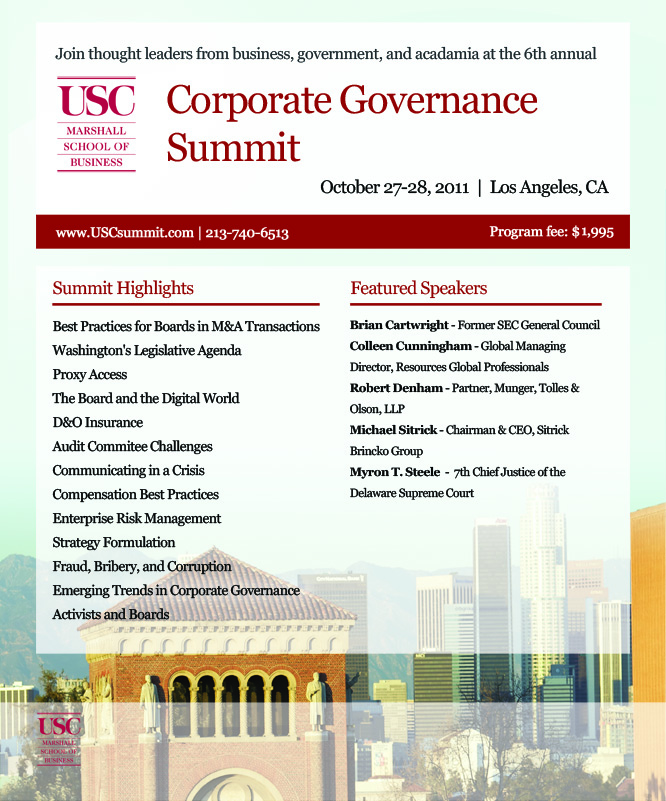 Join thought leaders from business, government, and acadamia at the 6th annual
USC
MARSHALL
SCHOOL OF
BUSINESS
Corporate Governance
Summit
October 27-28, 2011 | Los Angeles, CA
www.USCsummit.com | 213-740-6513
Program fee: $1,995
Summit Highlights
Best Practices for Boards in M&A Transactions
Washington's Legislative Agenda
Proxy Access
The Board and the Digital World
D&O Insurance
Audit Commitee Challenges
Communicating in a Crisis
Compensation Best Practices
Enterprise Risk Management
Strategy Formulation
Fraud, Bribery, and Corruption
Emerging Trends in Corporate Governance
Activists and Boards
Featured Speakers
Brian Cartwright - Former SEC General Council
Colleen Cunningham - Global Managing
Director, Resources Global Professionals
Robert Denham - Partner, Munger, Tolles &
Olson, LLP
Michael Sitrick - Chairman & CEO, Sitrick
Brincko Group
Myron T. Steele - 7th Chief Justice of the
Delaware Supreme Court
USC
MARSHALL
SCHOOL OF
BUSINESS